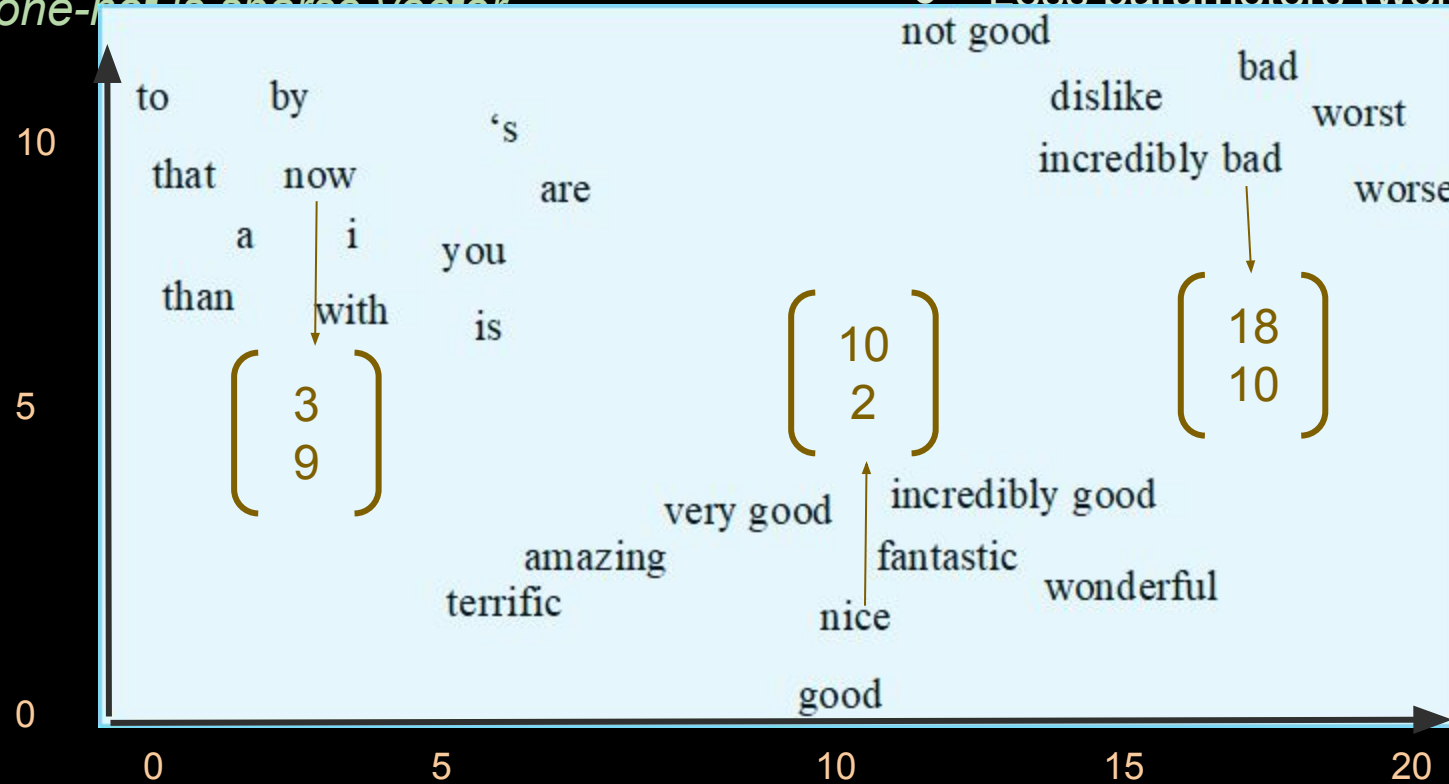 not good
bad
to by dislike
‘s worst
10
incredibly bad
that now are worse
a i you
than with is
18
10
10
2
5
3
9
very good incredibly good
amazing fantastic
terrific wonderful
nice
good
0
0 5 10 15 20